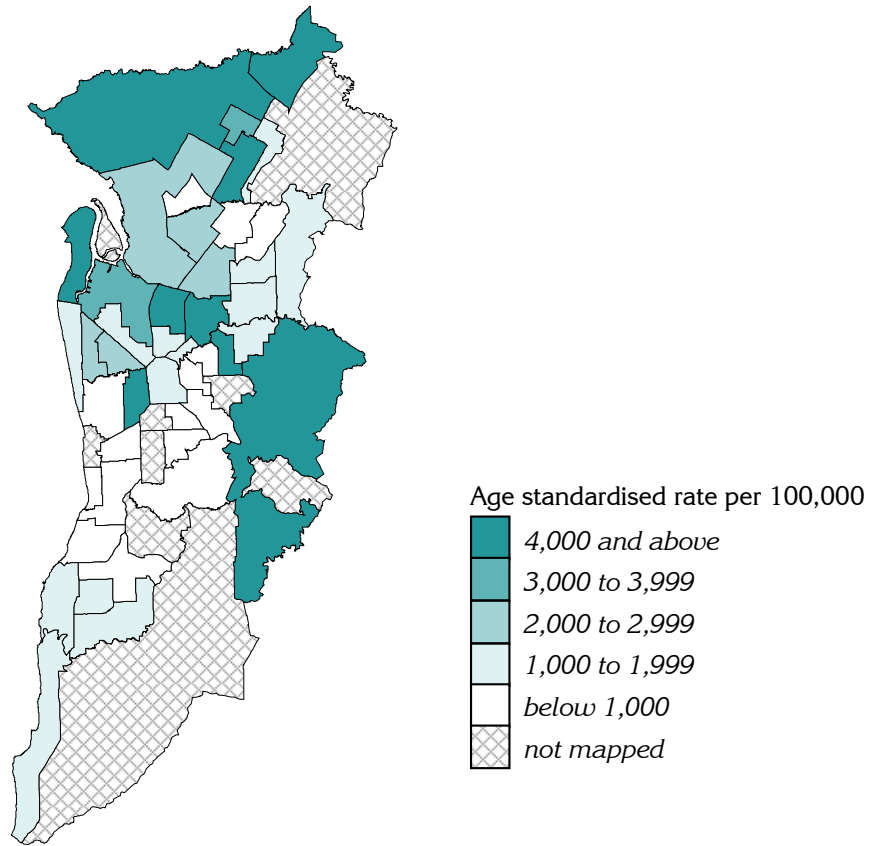 Age standardised rate per 100,000
4,000 and above
3,000 to 3,999
2,000 to 2,999
1,000 to 1,999
below 1,000
not mapped